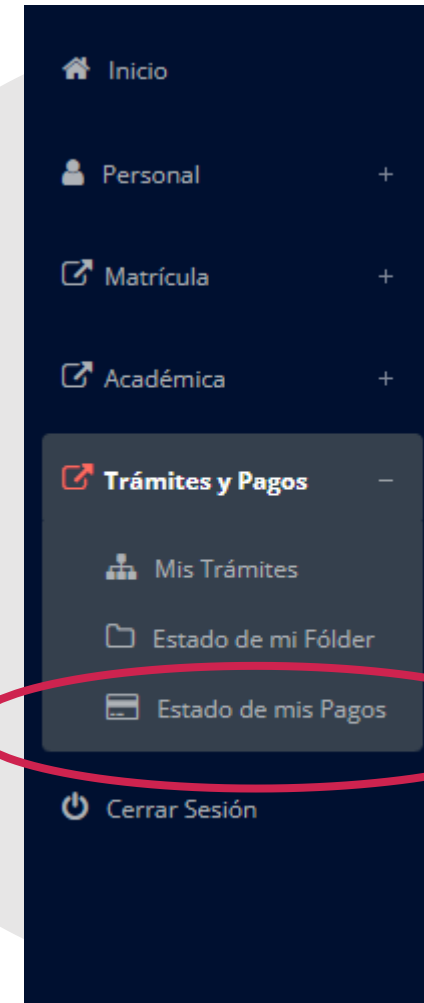 Inicio
Personal +
Matrícula +
Académica +
Trámites y Pagos −
Mis Trámites
Estado de mi Fólder
Estado de mis Pagos
Cerrar Sesión